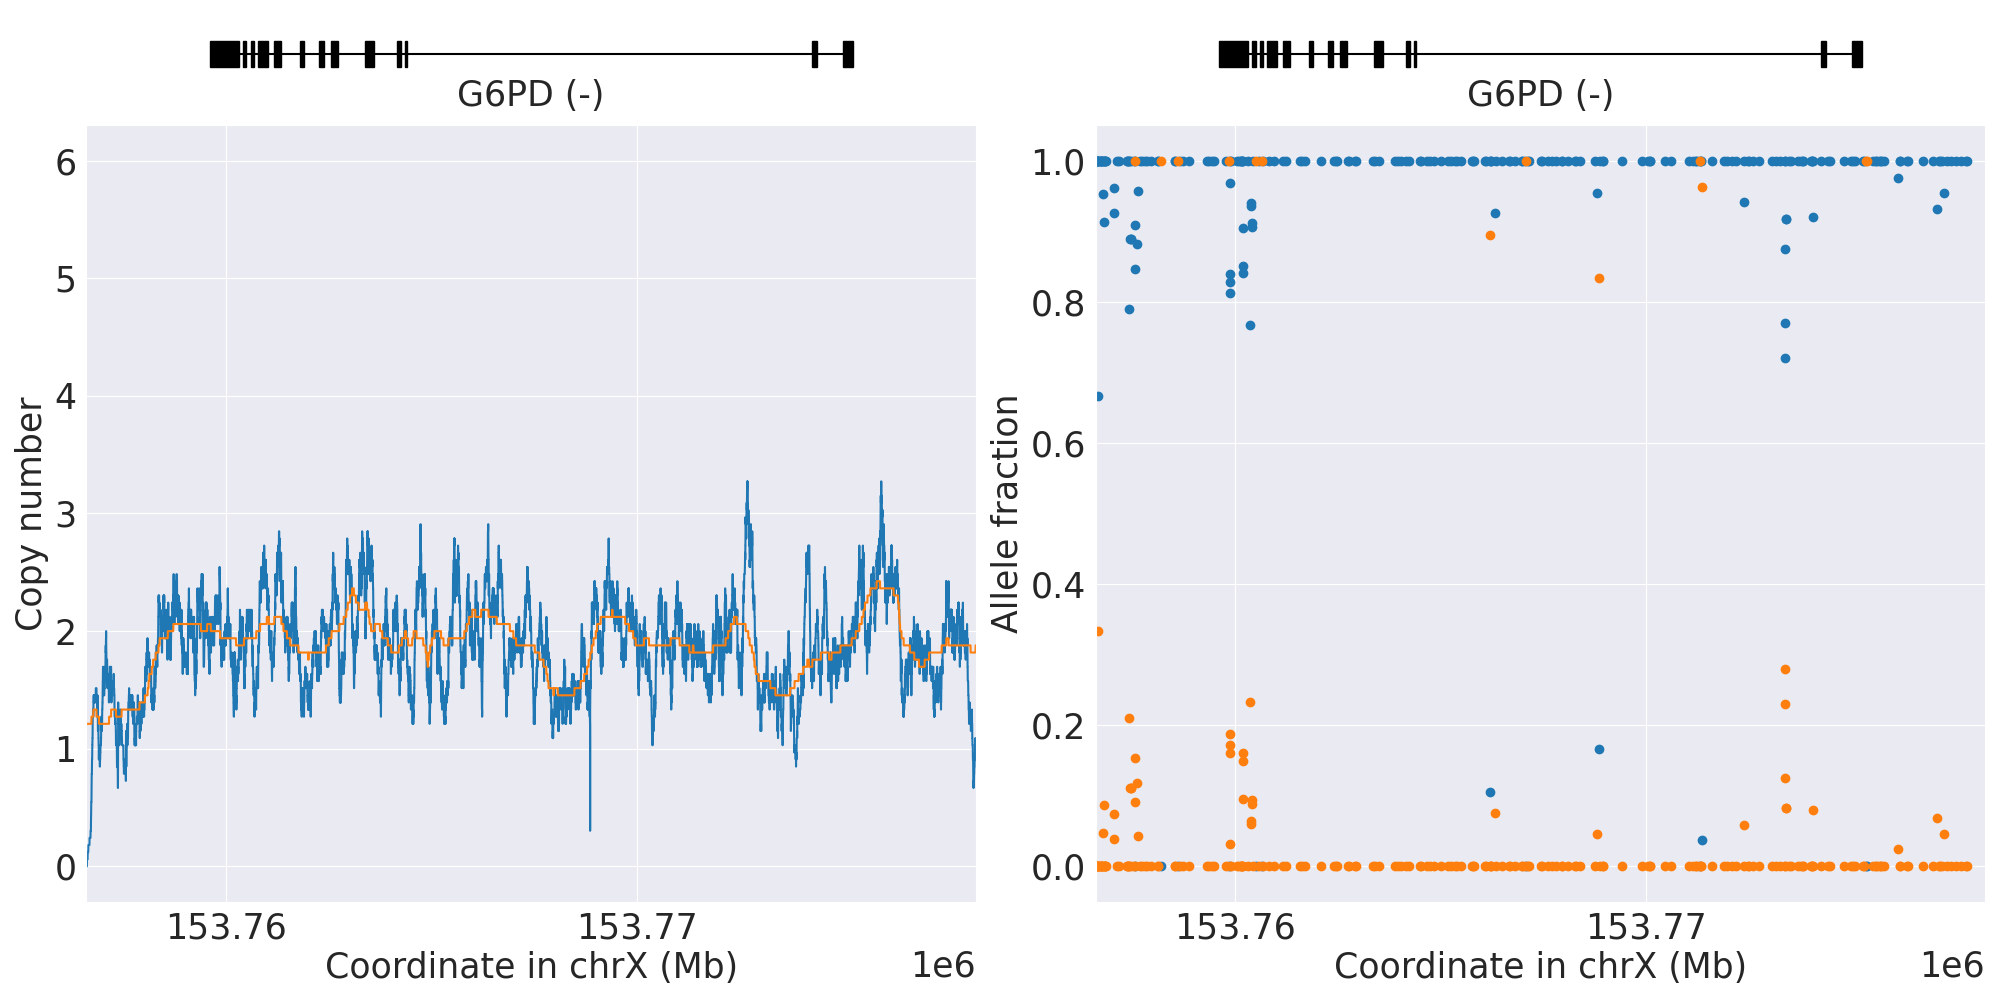 G6PD (-)
6
5
4
3
2
1
0
Copy number
153.76
153.77
Coordinate in chrX (Mb)
1e6
G6PD (-)
1.0
0.8
0.6
0.4
0.2
0.0
Allele fraction
153.76
153.77
Coordinate in chrX (Mb)
1e6